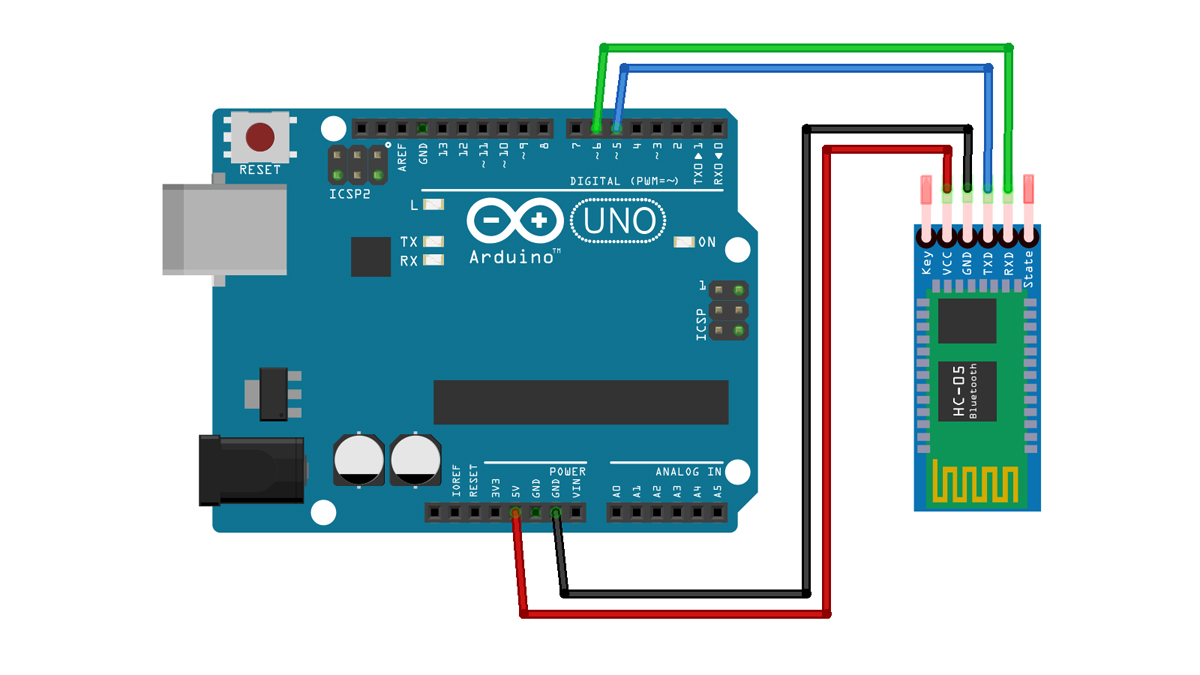 RESET
ICSP2
AREF
GND
13
12
~11
~10
~9
8
7
~6
~5
4
~3
2
TX0▶1
RX0◀0
DIGITAL (PWM=~)
L
TX
RX
Arduino™
UNO
ON
1
ICSP
IOREF
RESET
3V3
5V
GND
GND
VIN
POWER
ANALOG IN
A0
A1
A2
A3
A4
A5
Key
VCC
GND
TXD
RXD
State
HC-05
Bluetooth